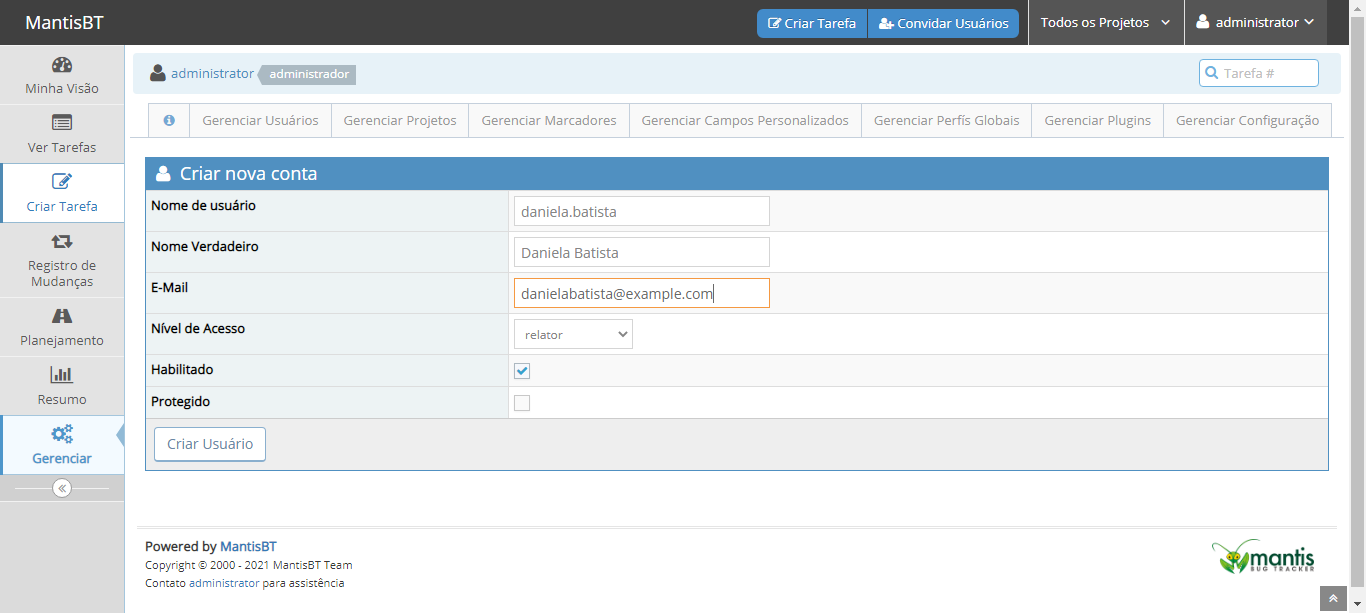 MantisBT
Criar Tarefa
Convidar Usuários
Todos os Projetos
administrator
Minha Visão
Ver Tarefas
Criar Tarefa
Registro de
Mudanças
Planejamento
Resumo
Gerenciar
administrator administrador
Tarefa #
Gerenciar Usuários
Gerenciar Projetos
Gerenciar Marcadores
Gerenciar Campos Personalizados
Gerenciar Perfís Globais
Gerenciar Plugins
Gerenciar Configuração
Criar nova conta
Nome de usuário
daniela.batista
Nome Verdadeiro
Daniela Batista
E-Mail
danielabatista@example.com
Nível de Acesso
relator
Habilitado
Protegido
Criar Usuário
Powered by MantisBT
Copyright © 2000 - 2021 MantisBT Team
Contato administrator para assistência
mantis
BUG TRACKER